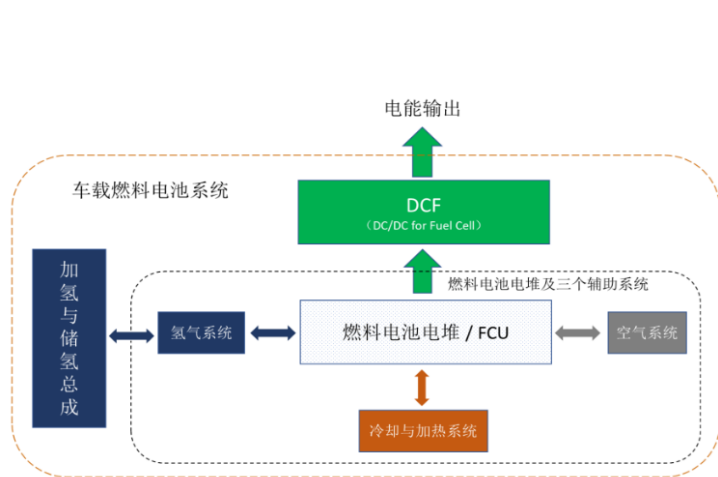 电能输出
车载燃料电池系统
DCF
（DC/DC for Fuel Cell）
加氢与储氢总成
燃料电池电堆及三个辅助系统
氢气系统
燃料电池电堆 / FCU
空气系统
冷却与加热系统